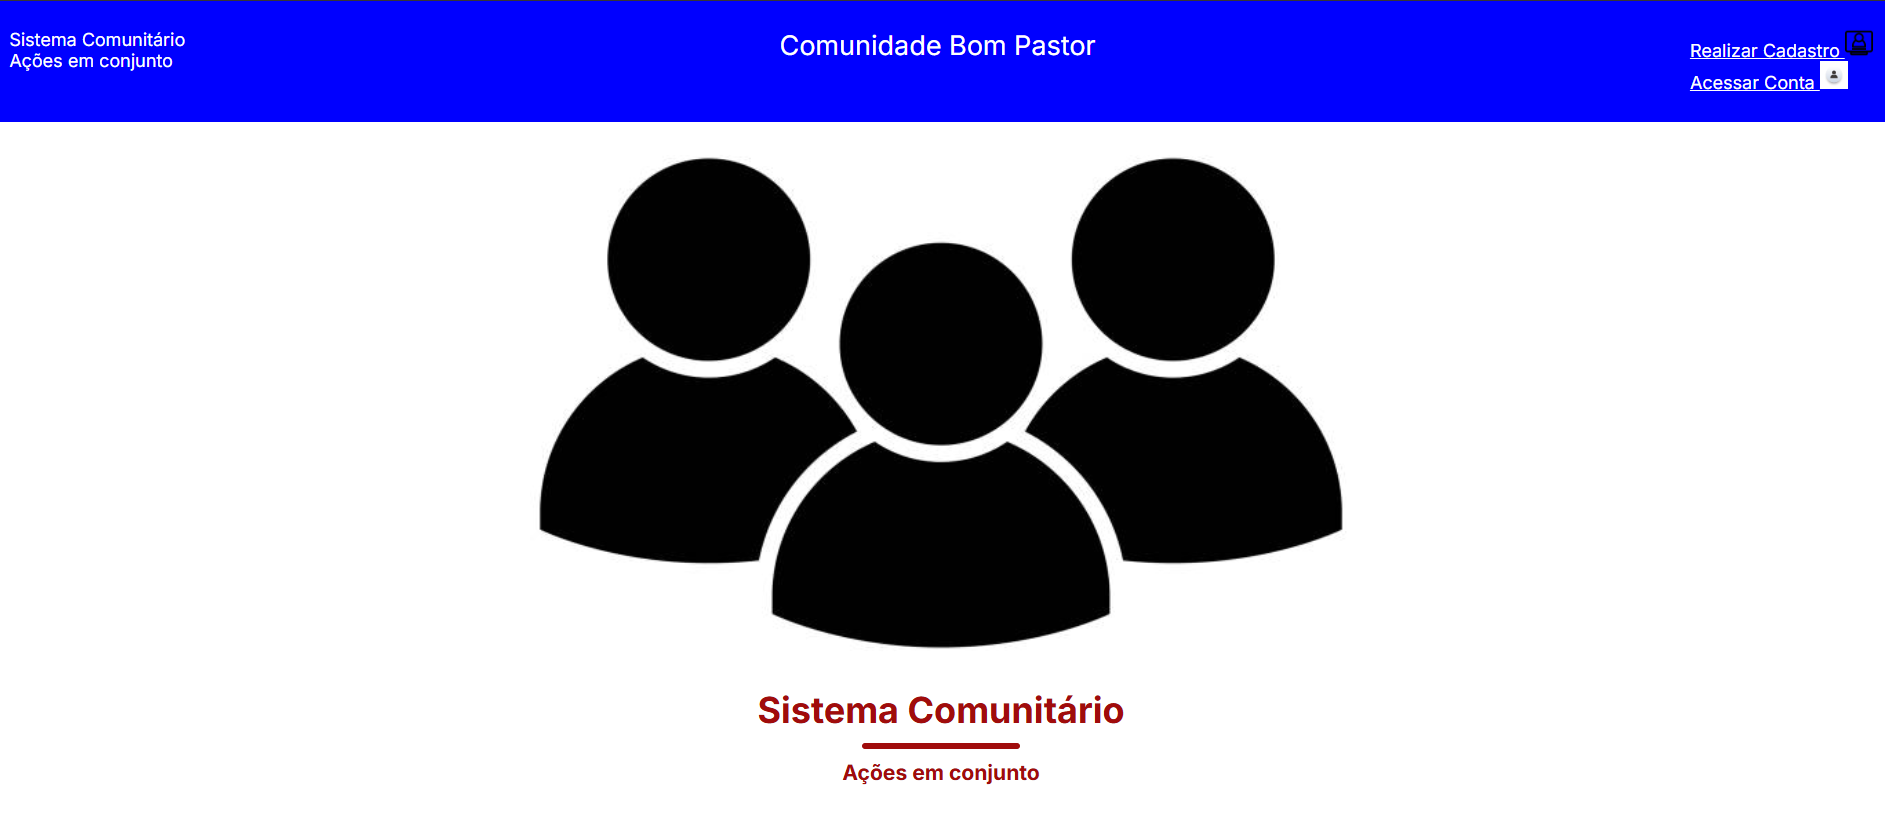 Sistema Comunitário
Ações em conjunto
Comunidade Bom Pastor
Realizar Cadastro
Acessar Conta
Sistema Comunitário
Ações em conjunto